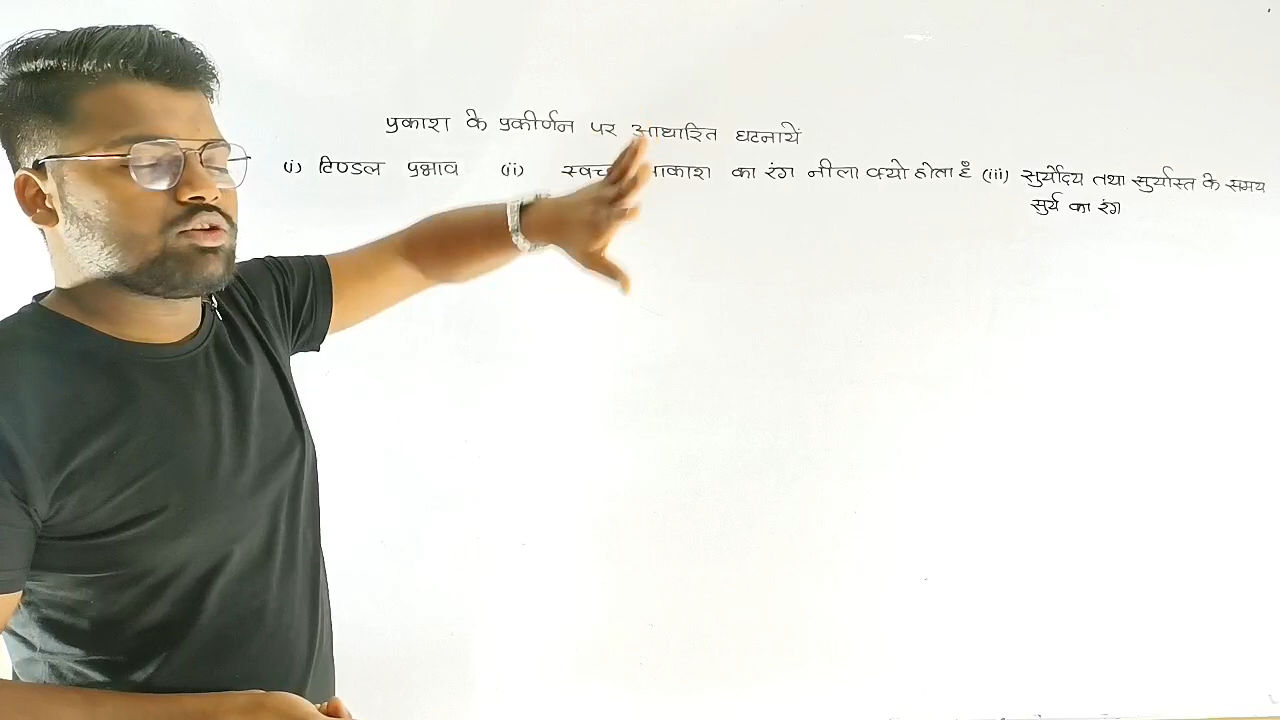 प्रकाश के प्रकीर्णन पर आधारित घटनायें
(i) टिण्डल प्रभाव (ii) का रंग नीला क्यो होता है (iii) सुर्योदय तथा सुर्यास्त के समय
सुर्य का रंग